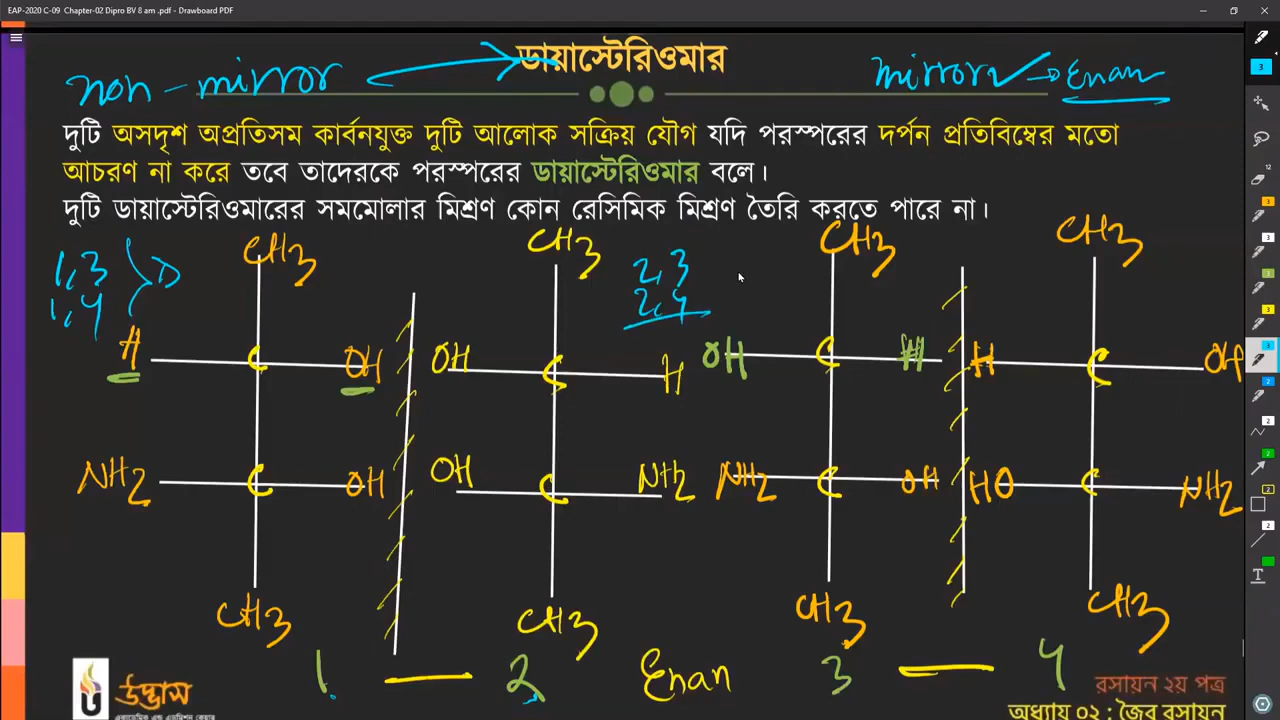 EAP-2020 C-09 Chapter-02 Dipro BV 8 am .pdf - Drawboard PDF
ডায়াস্টেরিওমার
non-mirror
mirror → Enan
দুটি অসদৃশ অপ্রতিসম কার্বনযুক্ত দুটি আলোক সক্রিয় যৌগ যদি পরস্পরের দর্পন প্রতিবিম্বের মতো
আচরণ না করে তবে তাদেরকে পরস্পরের ডায়াস্টেরিওমার বলে।
দুটি ডায়াস্টেরিওমারের সমমোলার মিশ্রণ কোন রেসিমিক মিশ্রণ তৈরি করতে পারে না।
CH3 CH3 CH3 CH3
1,3 D 2,3
1,4 2,4
H C OH OH C H OH C H H C OH
NH2 C OH OH C NH2 NH2 C OH HO C NH2
CH3 CH3 CH3 CH3
1 — 2 Enan 3 — 4
উদ্ভাস
একাডেমিক এন্ড এডমিশন কেয়ার
রসায়ন ২য় পত্র
অধ্যায় ০২ : জৈব রসায়ন